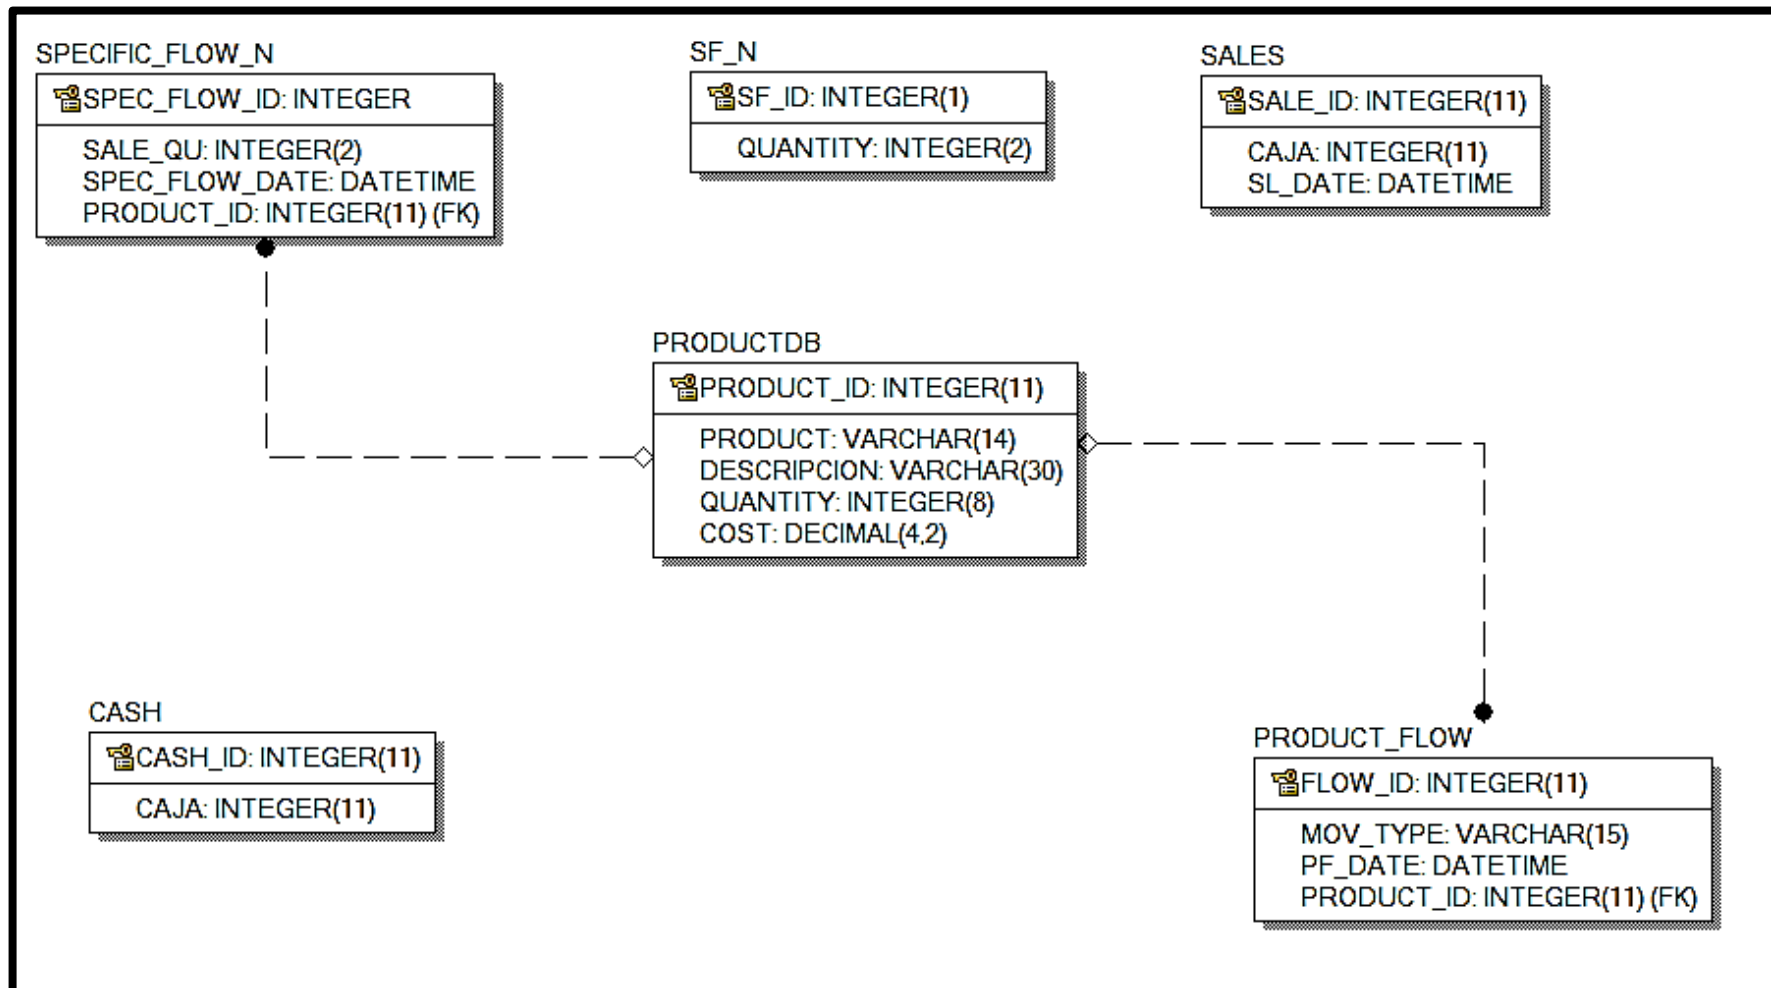 SPECIFIC_FLOW_N
SPEC_FLOW_ID: INTEGER
SALE_QU: INTEGER(2)
SPEC_FLOW_DATE: DATETIME
PRODUCT_ID: INTEGER(11) (FK)
SF_N
SF_ID: INTEGER(1)
QUANTITY: INTEGER(2)
SALES
SALE_ID: INTEGER(11)
CAJA: INTEGER(11)
SL_DATE: DATETIME
PRODUCTDB
PRODUCT_ID: INTEGER(11)
PRODUCT: VARCHAR(14)
DESCRIPCION: VARCHAR(30)
QUANTITY: INTEGER(8)
COST: DECIMAL(4,2)
CASH
CASH_ID: INTEGER(11)
CAJA: INTEGER(11)
PRODUCT_FLOW
FLOW_ID: INTEGER(11)
MOV_TYPE: VARCHAR(15)
PF_DATE: DATETIME
PRODUCT_ID: INTEGER(11) (FK)